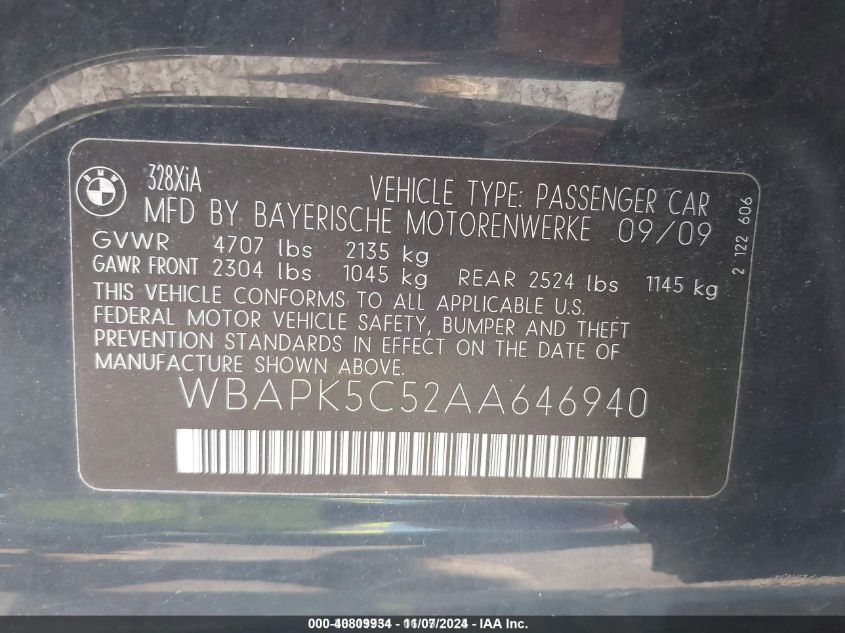 BMW
328XiA
VEHICLE TYPE: PASSENGER CAR
MFD BY BAYERISCHE MOTORENWERKE 09/09
GVWR 4707 lbs 2135 kg
GAWR FRONT 2304 lbs 1045 kg REAR 2524 lbs 1145 kg
THIS VEHICLE CONFORMS TO ALL APPLICABLE U.S.
FEDERAL MOTOR VEHICLE SAFETY, BUMPER AND THEFT
PREVENTION STANDARDS IN EFFECT ON THE DATE OF
MANUFACTURE SHOWN ABOVE.
WBAPK5C52AA646940
2 122 606
000-40809934 - 11/07/2024 - IAA Inc.